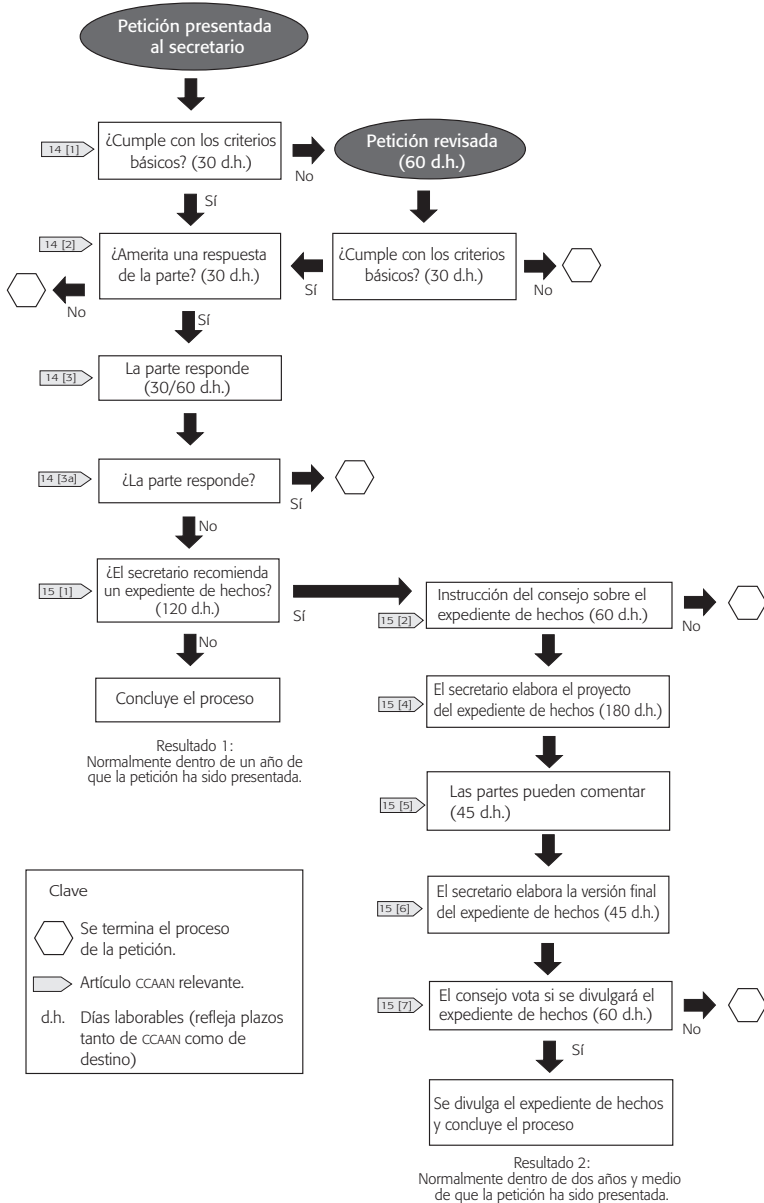 Petición presentada
al secretario
14 [1]
¿Cumple con los criterios
básicos? (30 d.h.)
No
Petición revisada
(60 d.h.)
Sí
14 [2]
¿Amerita una respuesta
de la parte? (30 d.h.)
Sí
¿Cumple con los criterios
básicos? (30 d.h.)
No
No
Sí
14 [3]
La parte responde
(30/60 d.h.)
14 [3a]
¿La parte responde?
Sí
No
15 [1]
¿El secretario recomienda
un expediente de hechos?
(120 d.h.)
Sí
No
Concluye el proceso
Resultado 1:
Normalmente dentro de un año de
que la petición ha sido presentada.
15 [2]
Instrucción del consejo sobre el
expediente de hechos (60 d.h.)
No
15 [4]
El secretario elabora el proyecto
del expediente de hechos (180 d.h.)
15 [5]
Las partes pueden comentar
(45 d.h.)
15 [6]
El secretario elabora la versión final
del expediente de hechos (45 d.h.)
15 [7]
El consejo vota si se divulgará el
expediente de hechos (60 d.h.)
No
Sí
Se divulga el expediente de hechos
y concluye el proceso
Resultado 2:
Normalmente dentro de dos años y medio
de que la petición ha sido presentada.
Clave
Se termina el proceso
de la petición.
Artículo CCAAN relevante.
d.h. Días laborables (refleja plazos
tanto de CCAAN como de
destino)